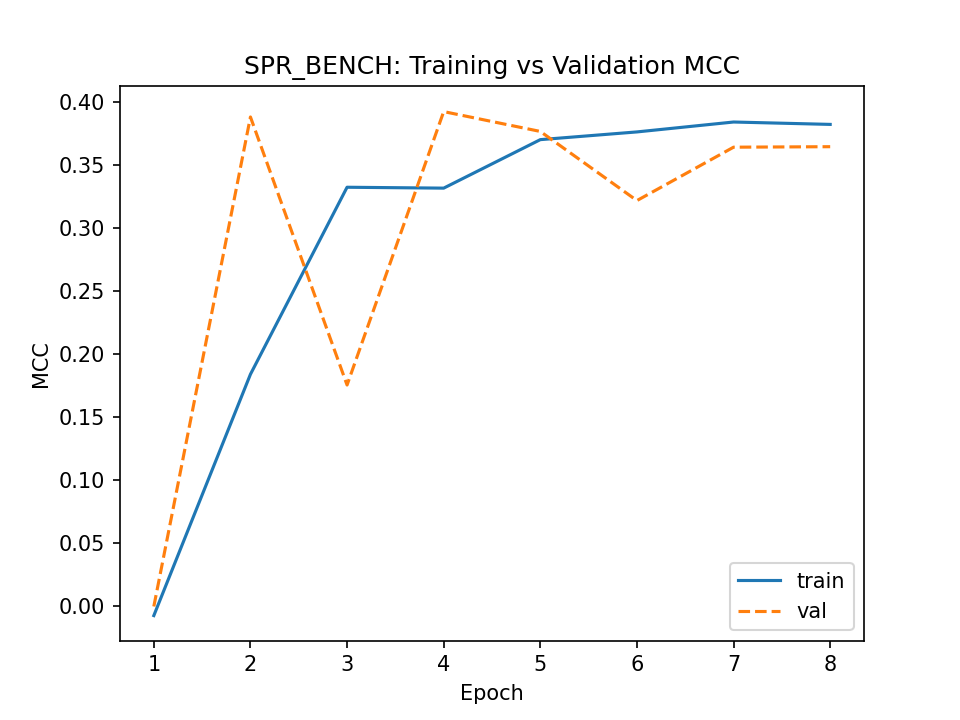 SPR_BENCH: Training vs Validation MCC
0.40
0.35
0.30
0.25
0.20
0.15
0.10
0.05
0.00
MCC
train
val
1 2 3 4 5 6 7 8
Epoch